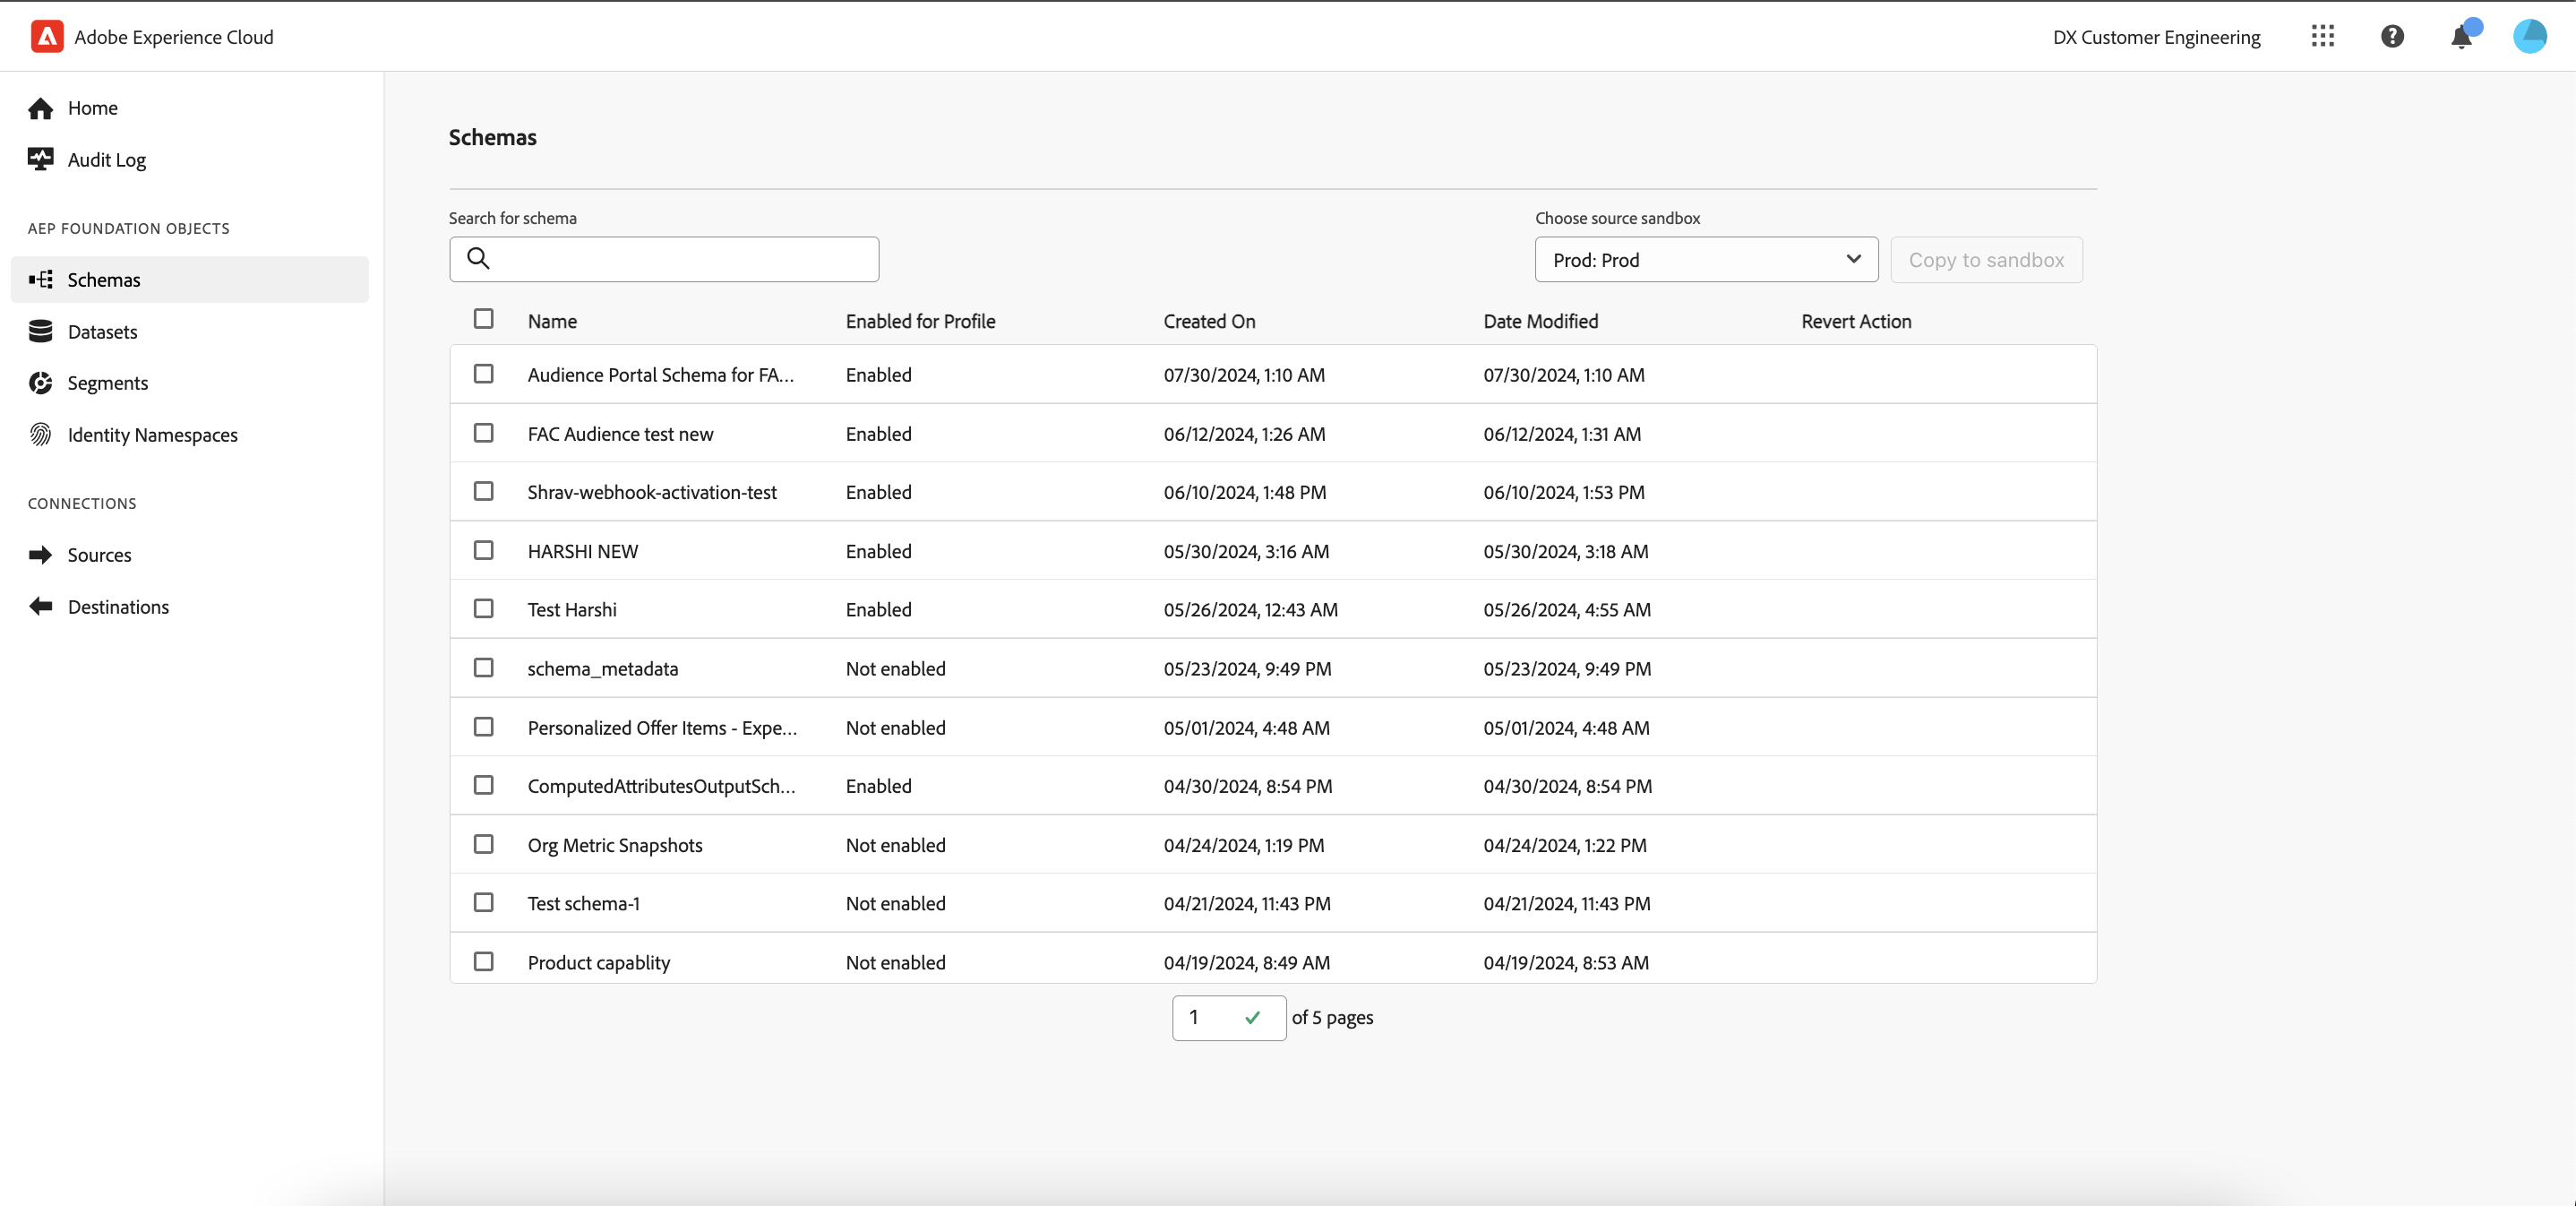 Adobe Experience Cloud
DX Customer Engineering
Home
Audit Log
AEP FOUNDATION OBJECTS
Schemas
Datasets
Segments
Identity Namespaces
CONNECTIONS
Sources
Destinations
Schemas
Search for schema
Choose source sandbox
Prod: Prod
Copy to sandbox
Name Enabled for Profile Created On Date Modified Revert Action
Audience Portal Schema for FA... Enabled 07/30/2024, 1:10 AM 07/30/2024, 1:10 AM
FAC Audience test new Enabled 06/12/2024, 1:26 AM 06/12/2024, 1:31 AM
Shrav-webhook-activation-test Enabled 06/10/2024, 1:48 PM 06/10/2024, 1:53 PM
HARSHI NEW Enabled 05/30/2024, 3:16 AM 05/30/2024, 3:18 AM
Test Harshi Enabled 05/26/2024, 12:43 AM 05/26/2024, 4:55 AM
schema_metadata Not enabled 05/23/2024, 9:49 PM 05/23/2024, 9:49 PM
Personalized Offer Items - Expe... Not enabled 05/01/2024, 4:48 AM 05/01/2024, 4:48 AM
ComputedAttributesOutputSch... Enabled 04/30/2024, 8:54 PM 04/30/2024, 8:54 PM
Org Metric Snapshots Not enabled 04/24/2024, 1:19 PM 04/24/2024, 1:22 PM
Test schema-1 Not enabled 04/21/2024, 11:43 PM 04/21/2024, 11:43 PM
Product capablity Not enabled 04/19/2024, 8:49 AM 04/19/2024, 8:53 AM
1 of 5 pages